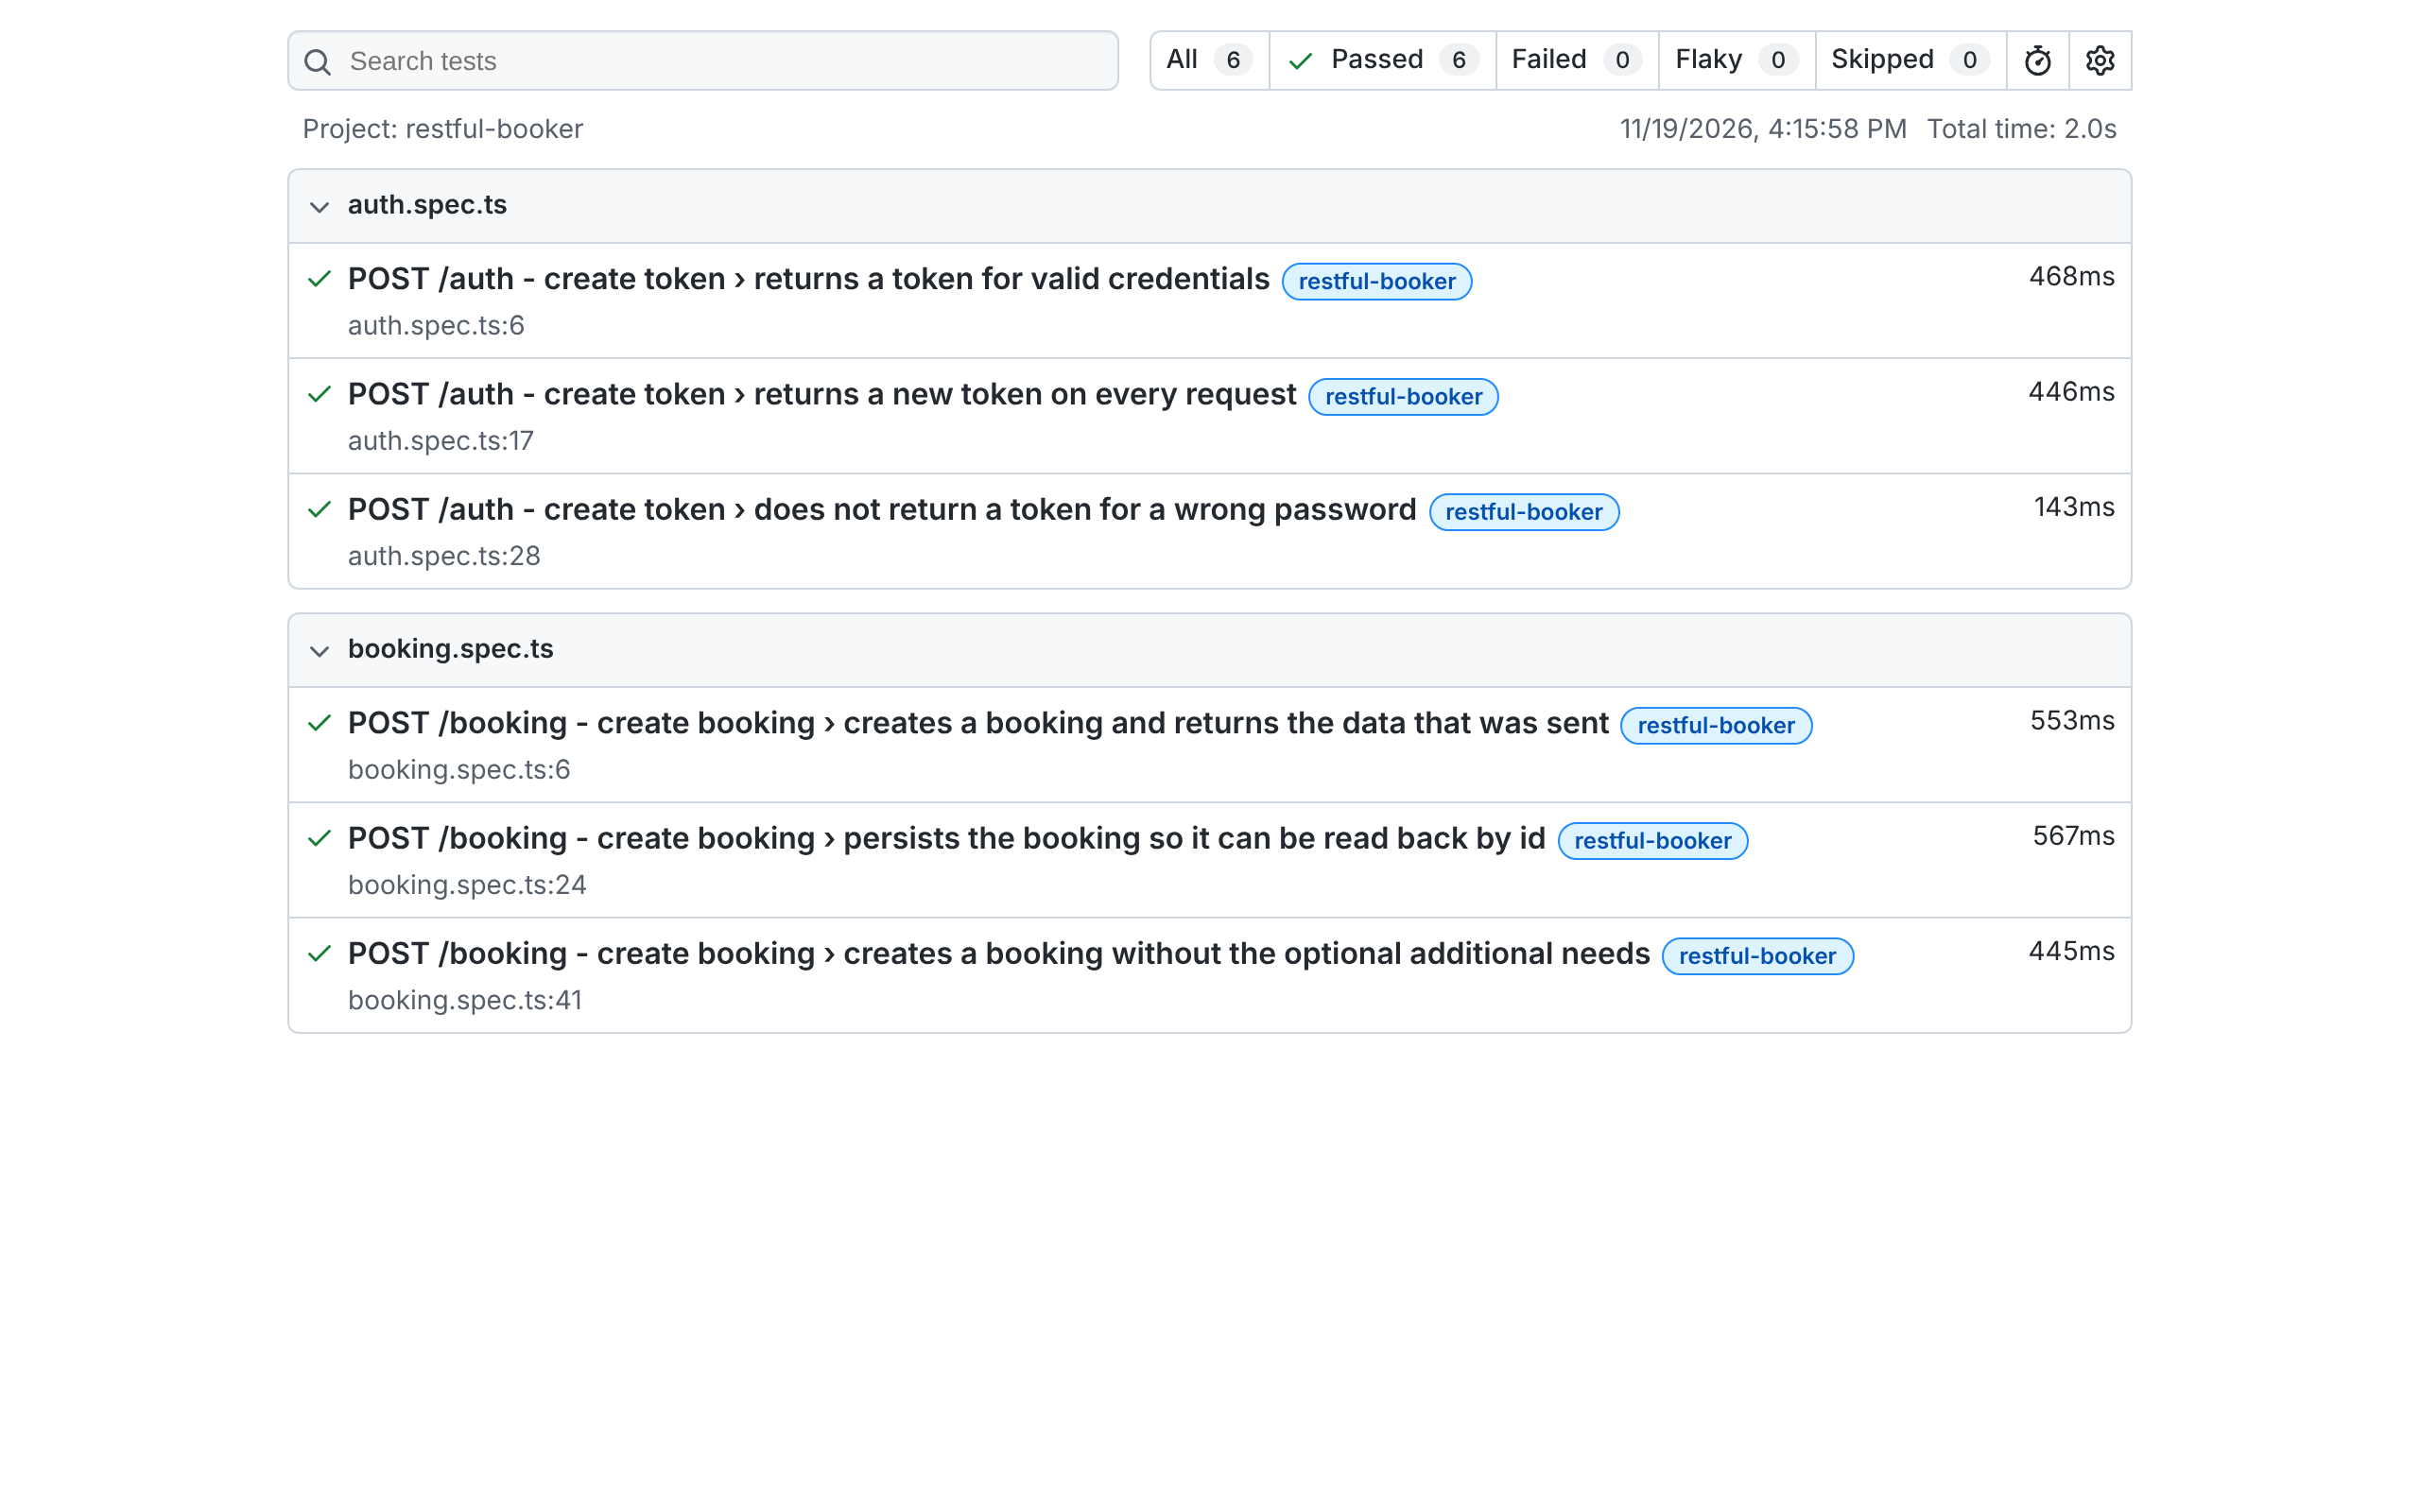 Search tests
All 6 Passed 6 Failed 0 Flaky 0 Skipped 0
Project: restful-booker 11/19/2026, 4:15:58 PM Total time: 2.0s
auth.spec.ts
POST /auth - create token › returns a token for valid credentials restful-booker 468ms
auth.spec.ts:6
POST /auth - create token › returns a new token on every request restful-booker 446ms
auth.spec.ts:17
POST /auth - create token › does not return a token for a wrong password restful-booker 143ms
auth.spec.ts:28
booking.spec.ts
POST /booking - create booking › creates a booking and returns the data that was sent restful-booker 553ms
booking.spec.ts:6
POST /booking - create booking › persists the booking so it can be read back by id restful-booker 567ms
booking.spec.ts:24
POST /booking - create booking › creates a booking without the optional additional needs restful-booker 445ms
booking.spec.ts:41